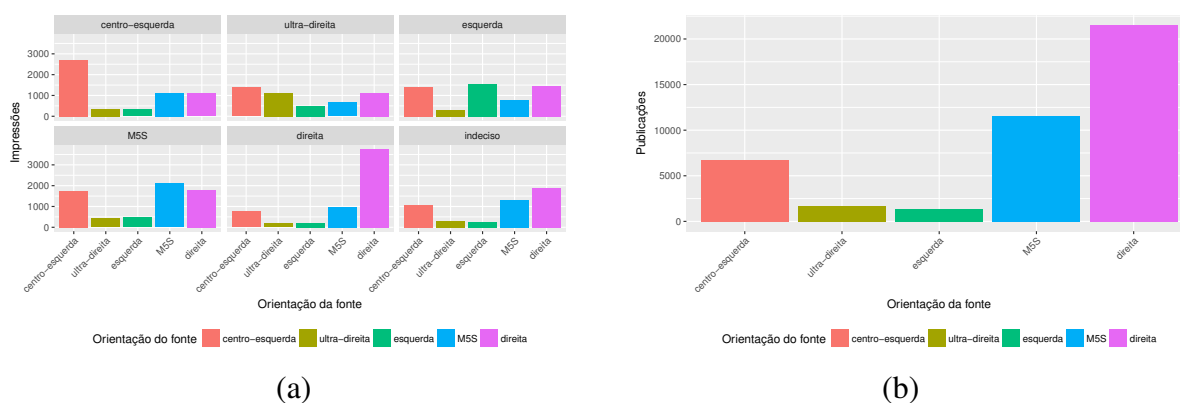 centro−esquerda ultra−direita esquerda
Impressões
3000
2000
1000
0
M5S direita indeciso
3000
2000
1000
0
centro−esquerda ultra−direita esquerda M5S direita centro−esquerda ultra−direita esquerda M5S direita centro−esquerda ultra−direita esquerda M5S direita
Orientação da fonte
Orientação do fonte centro−esquerda ultra−direita esquerda M5S direita
(a)
Publicações
20000
15000
10000
5000
0
centro−esquerda ultra−direita esquerda M5S direita
Orientação da fonte
Orientação do fonte centro−esquerda ultra−direita esquerda M5S direita
(b)